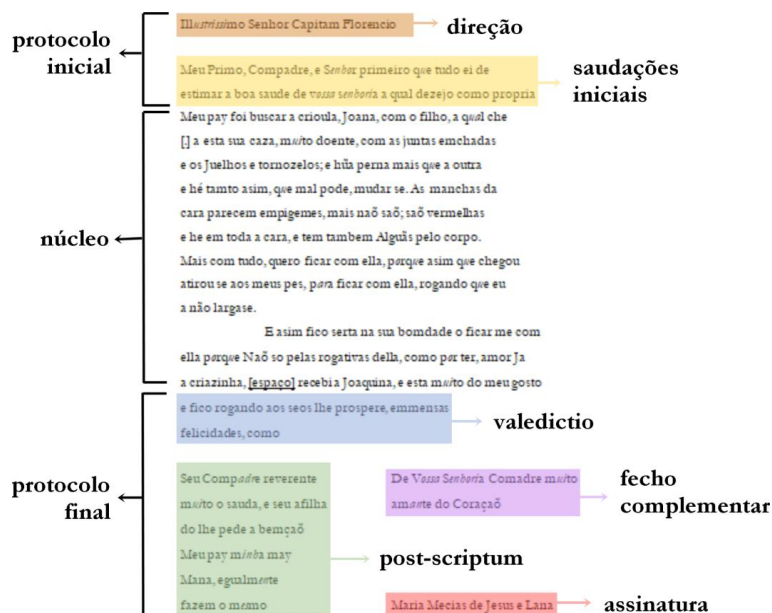 protocolo
inicial
Illustrissimo Senhor Capitam Florencio
direção
Meu Primo, Compadre, e Senhor primeiro que tudo ei de
estimar a boa saude de vossa senhoria a qual dezejo como propria
saudações
iniciais
núcleo
Meu pay foi buscar a crioula, Joana, com o filho, a qual che
[.] a esta sua caza, muito doente, com as juntas emchadas
e os Juelhos e tornozelos; e hũa perna mais que a outra
e hé tamto asim, que mal pode, mudar se. As manchas da
cara parecem empigemes, mais naõ saõ; saõ vermelhas
e he em toda a cara, e tem tambem Alguãs pelo corpo.
Mais com tudo, quero ficar com ella, porque asim que chegou
atirou se aos meus pes, para ficar com ella, rogando que eu
a não largase.
E asim fico serta na sua bomdade o ficar me com
ella porque Naõ so pelas rogativas della, como por ter, amor Ja
a criazinha, [espaço] recebi a Joaquina, e esta muito do meu gosto
protocolo
final
e fico rogando aos seos lhe prospere, emmensas
felicidades, como
valedictio
Seu Compadre reverente
muito o sauda, e seu afilha
do lhe pede a bemçaõ
Meu pay minha may
Mana, egualmente
fazem o mesmo
post-scriptum
De Vossa Senhoria Comadre muito
amante do Coraçaõ
fecho
complementar
Maria Mecias de Jesus e Lana
assinatura